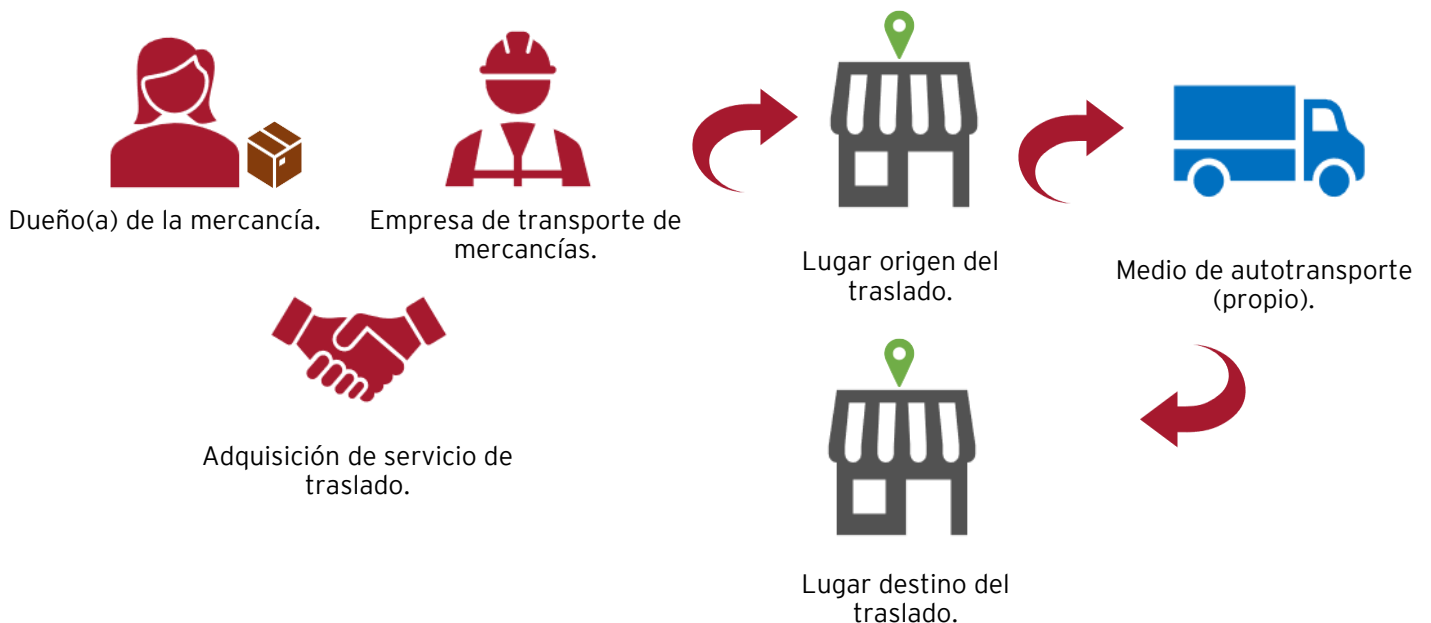 Dueño(a) de la mercancía.
Empresa de transporte de
mercancías.
Lugar origen del
traslado.
Medio de autotransporte
(propio).
Adquisición de servicio de
traslado.
Lugar destino del
traslado.